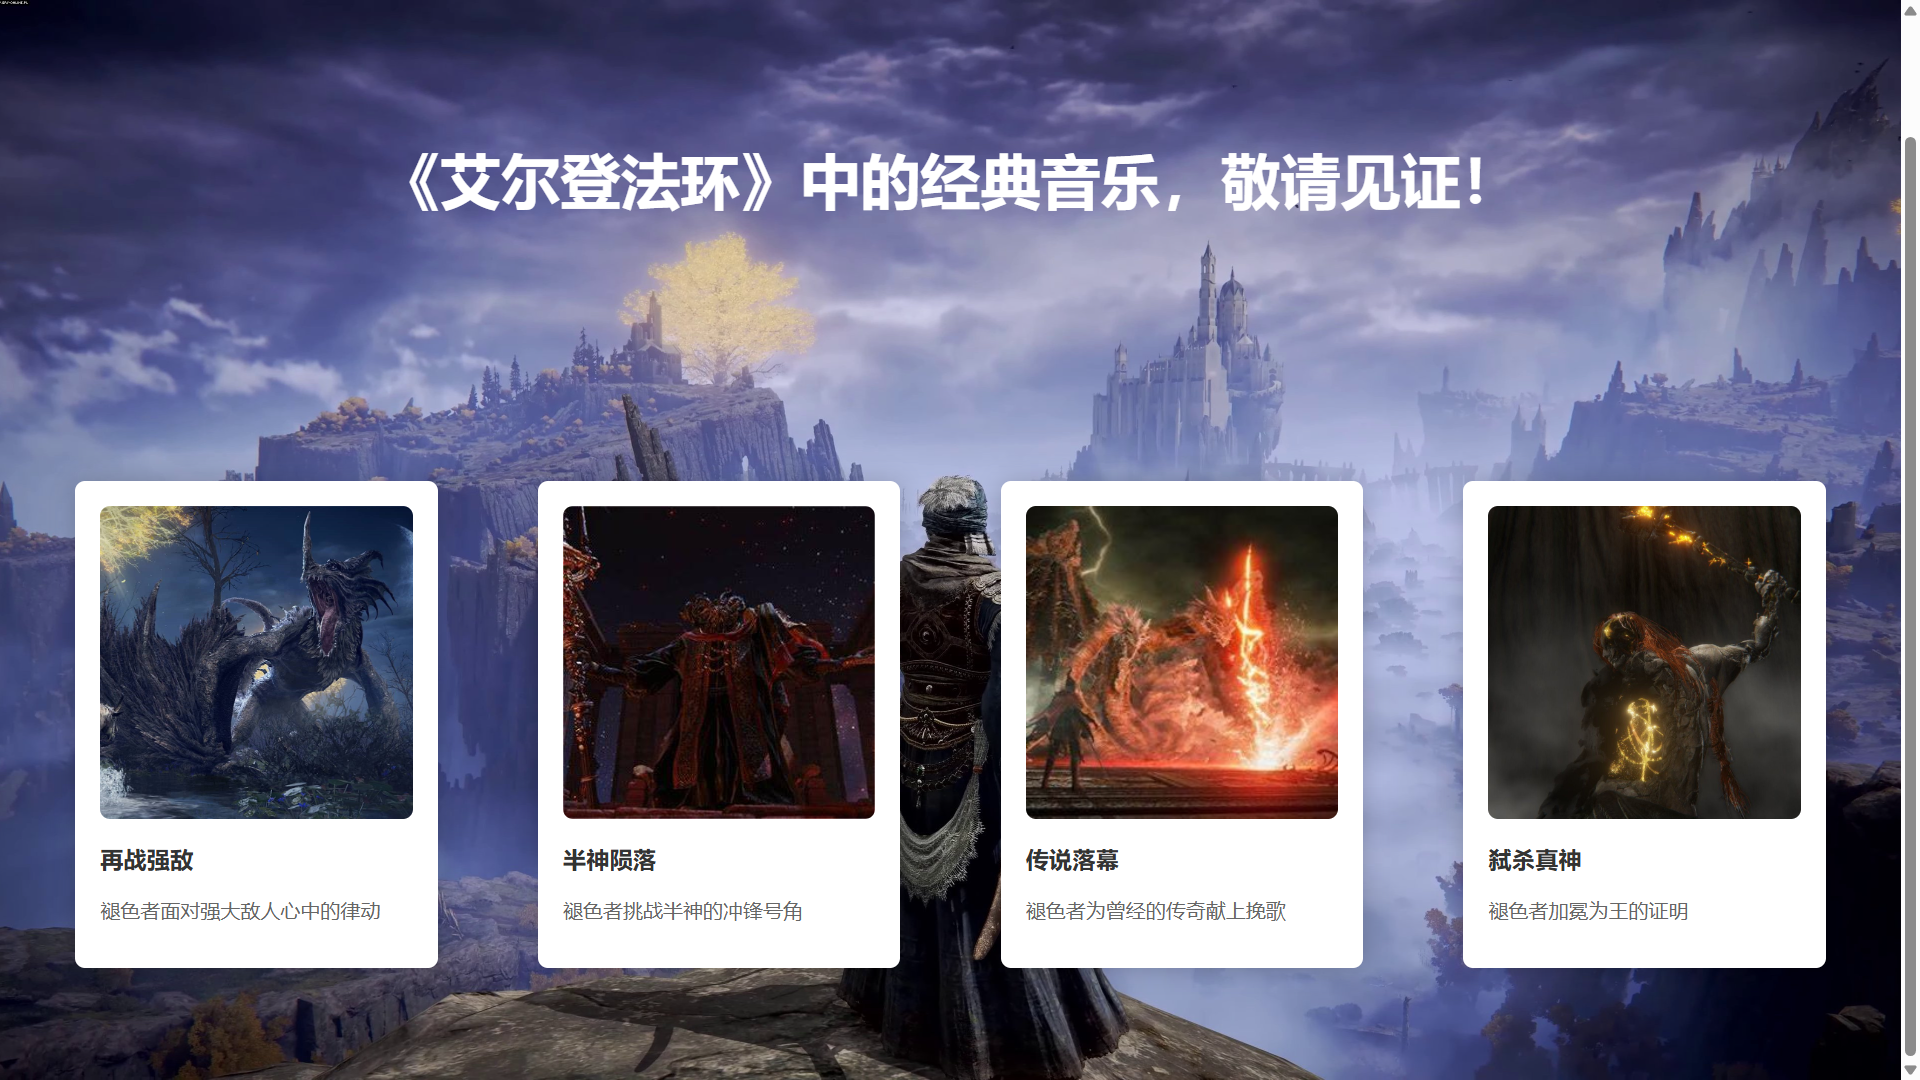 《艾尔登法环》中的经典音乐，敬请见证！
再战强敌
褪色者面对强大敌人心中的律动
半神陨落
褪色者挑战半神的冲锋号角
传说落幕
褪色者为曾经的传奇献上挽歌
弑杀真神
褪色者加冕为王的证明